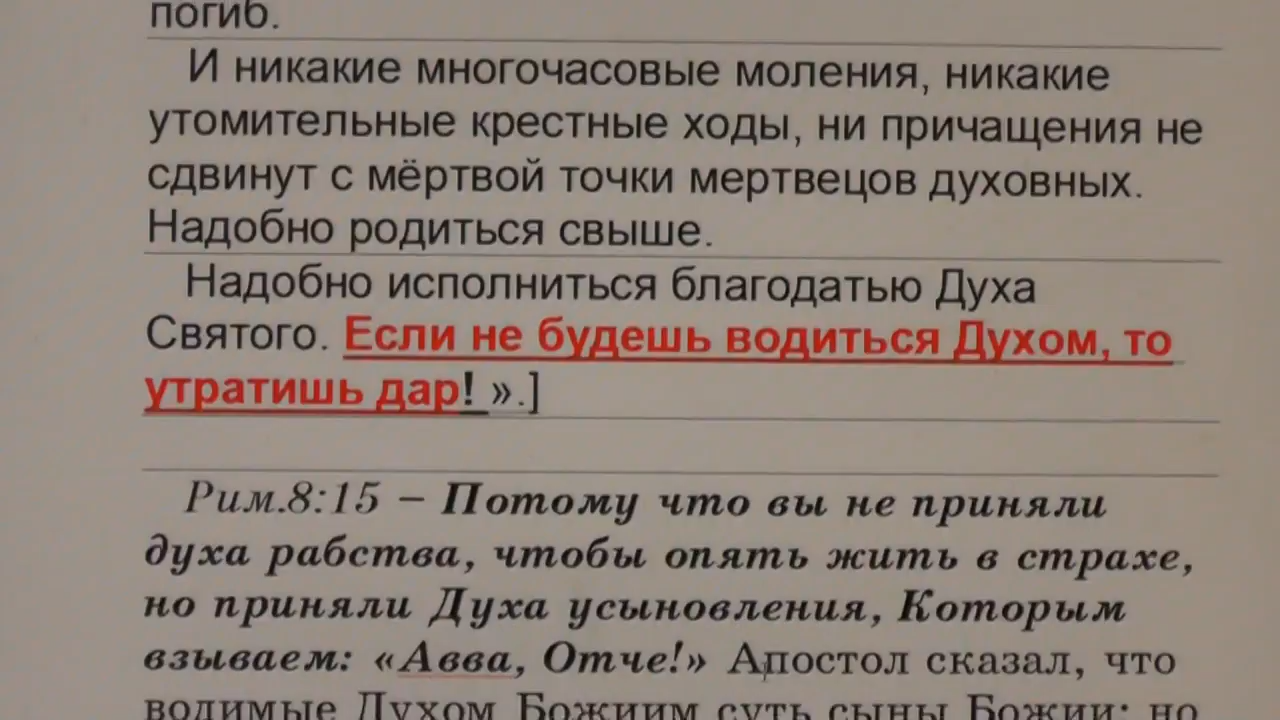 погиб.
И никакие многочасовые моления, никакие
утомительные крестные ходы, ни причащения не
сдвинут с мёртвой точки мертвецов духовных.
Надобно родиться свыше.
Надобно исполниться благодатью Духа
Святого. Если не будешь водиться Духом, то
утратишь дар! ».]
Рим.8:15 – Потому что вы не приняли
духа рабства, чтобы опять жить в страхе,
но приняли Духа усыновления, Которым
взываем: «Авва, Отче!» Апостол сказал, что
водимые Духом Божиим суть сыны Божии; но